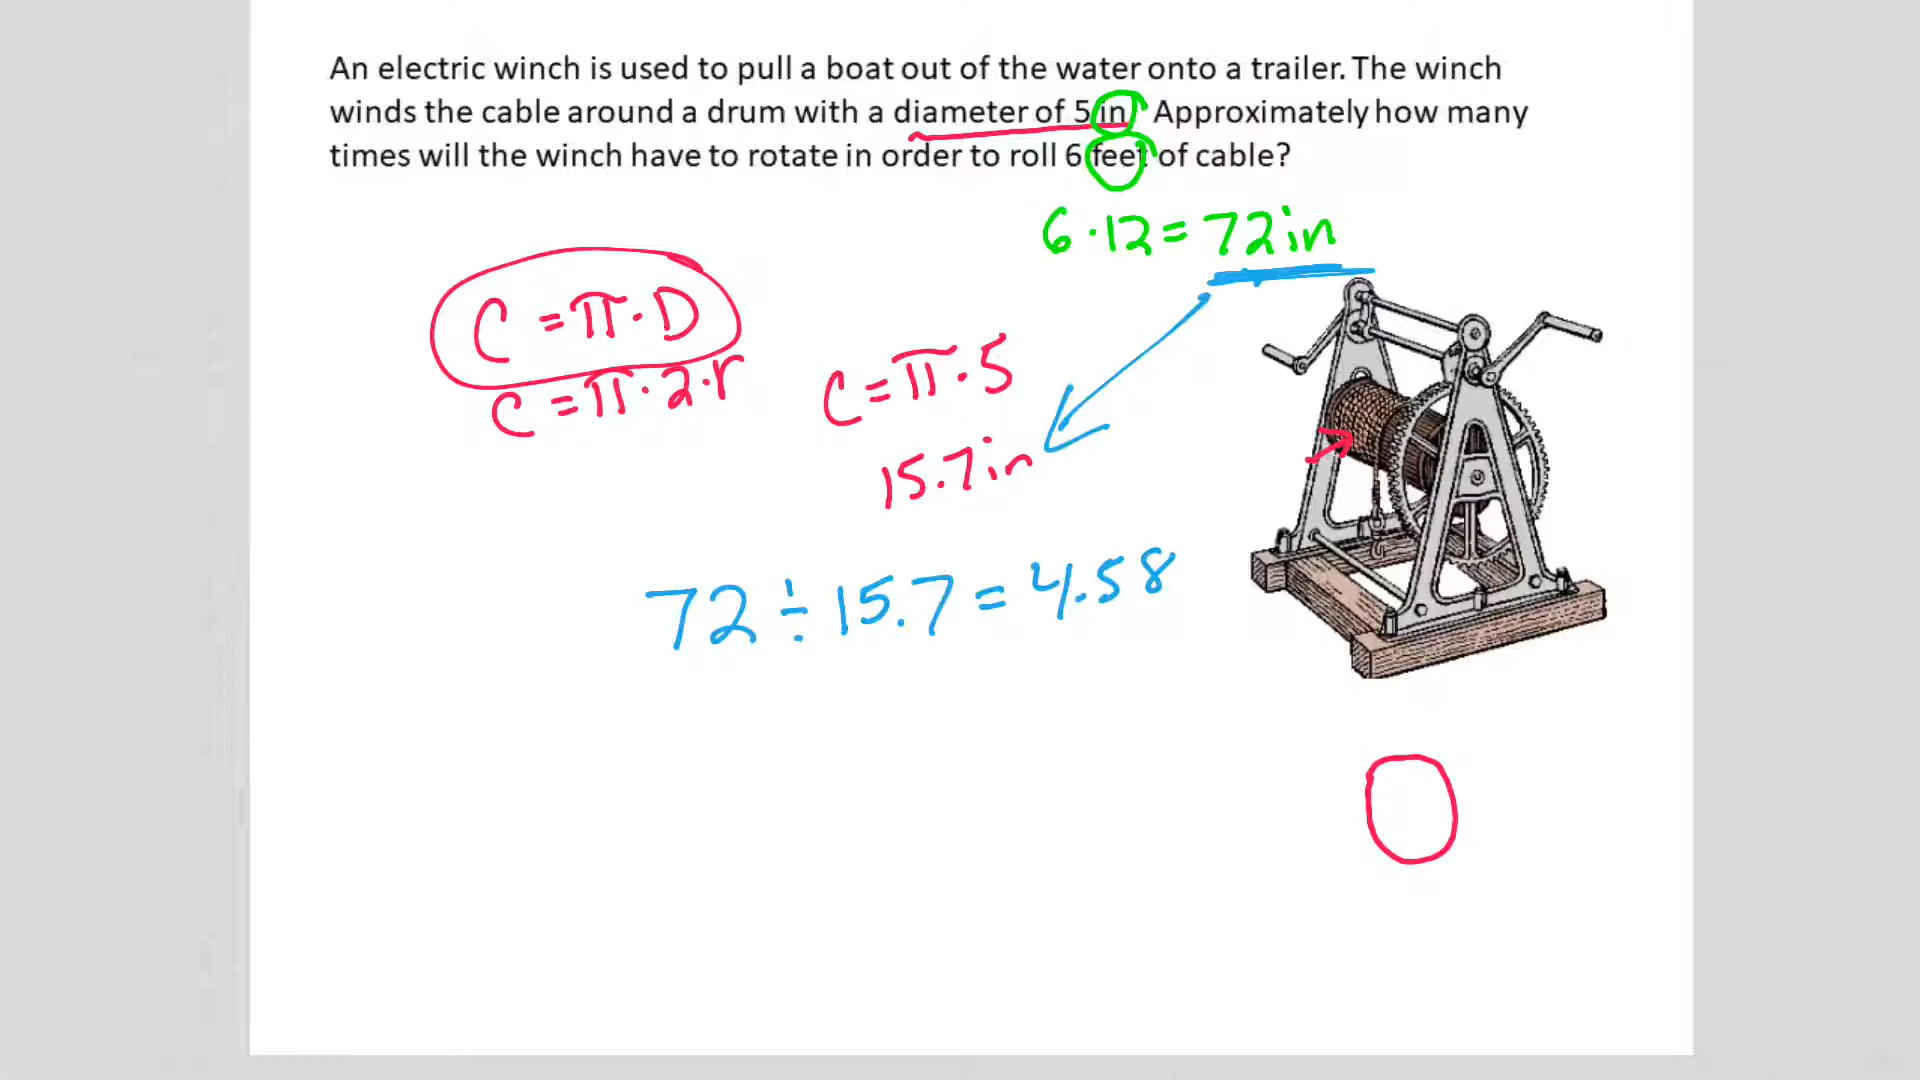 An electric winch is used to pull a boat out of the water onto a trailer. The winch
winds the cable around a drum with a diameter of 5 in. Approximately how many
times will the winch have to rotate in order to roll 6 feet of cable?
6·12=72in
C=π·D
C=π·2·r
C=π·5
15.7in
72÷15.7=4.58